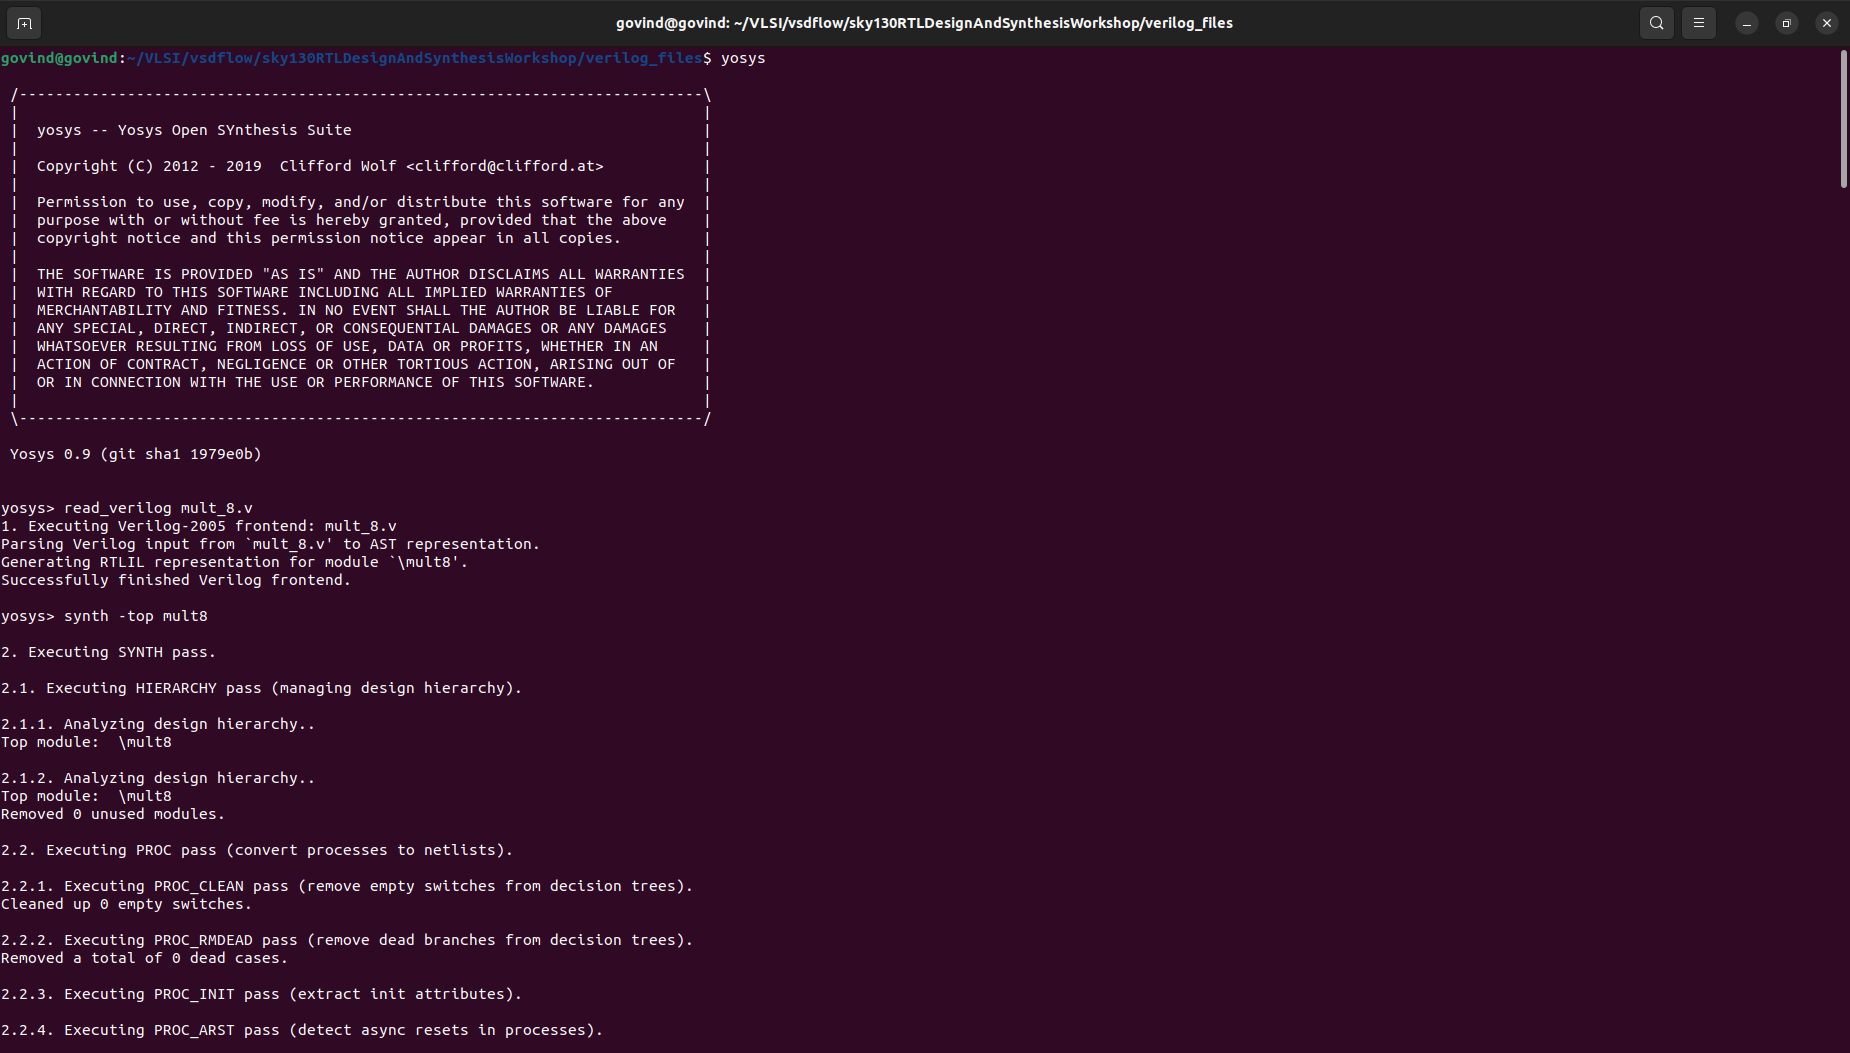 govind@govind: ~/VLSI/vsdflow/sky130RTLDesignAndSynthesisWorkshop/verilog_files
govind@govind:~/VLSI/vsdflow/sky130RTLDesignAndSynthesisWorkshop/verilog_files$ yosys
/----------------------------------------------------------------------------\
|                                                                            |
|  yosys -- Yosys Open SYnthesis Suite                                       |
|                                                                            |
|  Copyright (C) 2012 - 2019  Clifford Wolf <clifford@clifford.at>           |
|                                                                            |
|  Permission to use, copy, modify, and/or distribute this software for any  |
|  purpose with or without fee is hereby granted, provided that the above    |
|  copyright notice and this permission notice appear in all copies.         |
|                                                                            |
|  THE SOFTWARE IS PROVIDED "AS IS" AND THE AUTHOR DISCLAIMS ALL WARRANTIES  |
|  WITH REGARD TO THIS SOFTWARE INCLUDING ALL IMPLIED WARRANTIES OF          |
|  MERCHANTABILITY AND FITNESS. IN NO EVENT SHALL THE AUTHOR BE LIABLE FOR   |
|  ANY SPECIAL, DIRECT, INDIRECT, OR CONSEQUENTIAL DAMAGES OR ANY DAMAGES    |
|  WHATSOEVER RESULTING FROM LOSS OF USE, DATA OR PROFITS, WHETHER IN AN     |
|  ACTION OF CONTRACT, NEGLIGENCE OR OTHER TORTIOUS ACTION, ARISING OUT OF   |
|  OR IN CONNECTION WITH THE USE OR PERFORMANCE OF THIS SOFTWARE.            |
|                                                                            |
\----------------------------------------------------------------------------/
Yosys 0.9 (git sha1 1979e0b)
yosys> read_verilog mult_8.v
1. Executing Verilog-2005 frontend: mult_8.v
Parsing Verilog input from `mult_8.v' to AST representation.
Generating RTLIL representation for module `\mult8'.
Successfully finished Verilog frontend.
yosys> synth -top mult8
2. Executing SYNTH pass.
2.1. Executing HIERARCHY pass (managing design hierarchy).
2.1.1. Analyzing design hierarchy..
Top module:  \mult8
2.1.2. Analyzing design hierarchy..
Top module:  \mult8
Removed 0 unused modules.
2.2. Executing PROC pass (convert processes to netlists).
2.2.1. Executing PROC_CLEAN pass (remove empty switches from decision trees).
Cleaned up 0 empty switches.
2.2.2. Executing PROC_RMDEAD pass (remove dead branches from decision trees).
Removed a total of 0 dead cases.
2.2.3. Executing PROC_INIT pass (extract init attributes).
2.2.4. Executing PROC_ARST pass (detect async resets in processes).